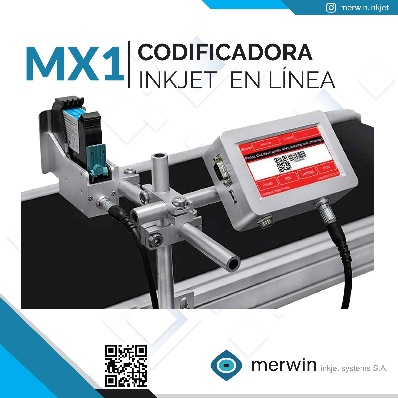 merwin.inkjet
MX1
CODIFICADORA
INKJET EN LÍNEA
merwin
inkjet systems S.A.